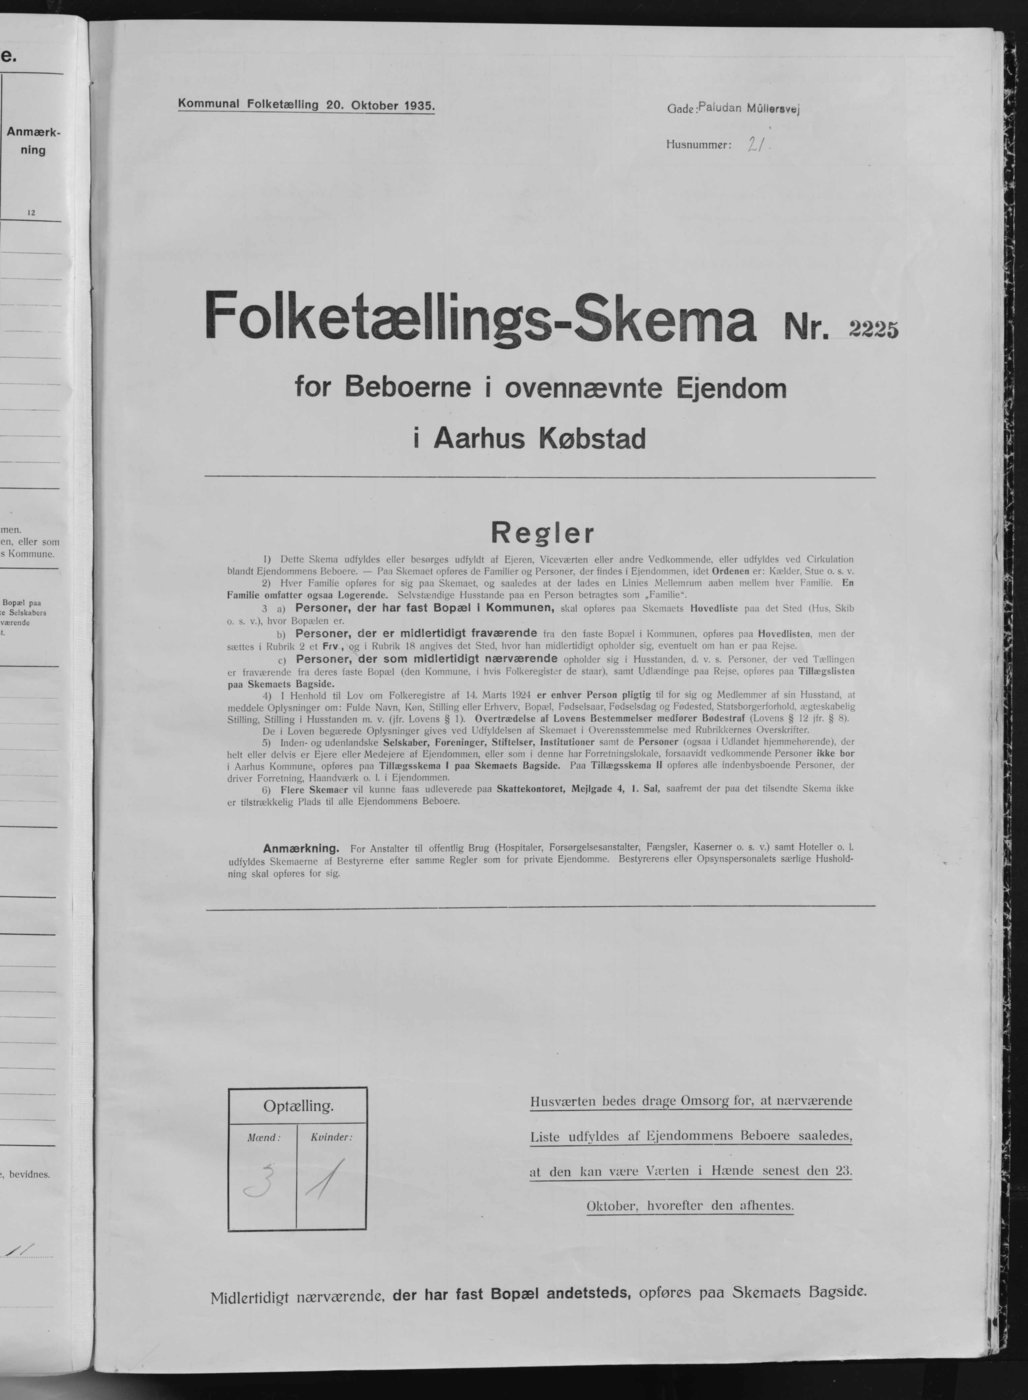 e.
Anmærk-
ning
12
men.
en, eller som
s Kommune.
Bopæl paa
te Selskabers
værende
t.
, bevidnes.
11
Kommunal Folketælling 20. Oktober 1935.
Gade: Paludan Müllersvej
Husnummer: 21.
Folketællings-Skema Nr. 2225
for Beboerne i ovennævnte Ejendom
i Aarhus Købstad
Regler
1) Dette Skema udfyldes eller besørges udfyldt af Ejeren, Viceværten eller andre Vedkommende, eller udfyldes ved Cirkulation
blandt Ejendommens Beboere. — Paa Skemaet opføres de Familier og Personer, der findes i Ejendommen, idet Ordenen er: Kælder, Stue o. s. v.
2) Hver Familie opføres for sig paa Skemaet, og saaledes at der lades en Linies Mellemrum aaben mellem hver Familie. En
Familie omfatter ogsaa Logerende. Selvstændige Husstande paa en Person betragtes som „Familie“.
3 a) Personer, der har fast Bopæl i Kommunen, skal opføres paa Skemaets Hovedliste paa det Sted (Hus, Skib
o. s. v.), hvor Bopælen er.
b) Personer, der er midlertidigt fraværende fra den faste Bopæl i Kommunen, opføres paa Hovedlisten, men der
sættes i Rubrik 2 et Frv., og i Rubrik 18 angives det Sted, hvor han midlertidigt opholder sig, eventuelt om han er paa Rejse.
c) Personer, der som midlertidigt nærværende opholder sig i Husstanden, d. v. s. Personer, der ved Tællingen
er fraværende fra deres faste Bopæl (den Kommune, i hvis Folkeregister de staar), samt Udlændinge paa Rejse, opføres paa Tillægslisten
paa Skemaets Bagside.
4) I Henhold til Lov om Folkeregistre af 14. Marts 1924 er enhver Person pligtig til for sig og Medlemmer af sin Husstand, at
meddele Oplysninger om: Fulde Navn, Køn, Stilling eller Erhverv, Bopæl, Fødselsaar, Fødselsdag og Fødested, Statsborgerforhold, ægteskabelig
Stilling, Stilling i Husstanden m. v. (jfr. Lovens § 1). Overtrædelse af Lovens Bestemmelser medfører Bødestraf (Lovens § 12 jfr. § 8).
De i Loven begærede Oplysninger gives ved Udfyldelsen af Skemaet i Overensstemmelse med Rubrikkernes Overskrifter.
5) Inden- og udenlandske Selskaber, Foreninger, Stiftelser, Institutioner samt de Personer (ogsaa i Udlandet hjemmehørende), der
helt eller delvis er Ejere eller Medejere af Ejendommen, eller som i denne har Forretningslokale, forsaavidt vedkommende Personer ikke bor
i Aarhus Kommune, opføres paa Tillægsskema I paa Skemaets Bagside. Paa Tillægsskema II opføres alle indenbysboende Personer, der
driver Forretning, Haandværk o. l. i Ejendommen.
6) Flere Skemaer vil kunne faas udleverede paa Skattekontoret, Mejlgade 4, 1. Sal, saafremt der paa det tilsendte Skema ikke
er tilstrækkelig Plads til alle Ejendommens Beboere.
Anmærkning. For Anstalter til offentlig Brug (Hospitaler, Forsørgelsesanstalter, Fængsler, Kaserner o. s. v.) samt Hoteller o. l.
udfyldes Skemaerne af Bestyrerne efter samme Regler som for private Ejendomme. Bestyrerens eller Opsynspersonalets særlige Hushold-
ning skal opføres for sig.
Optælling.
Mænd: Kvinder:
3 1
Husværten bedes drage Omsorg for, at nærværende
Liste udfyldes af Ejendommens Beboere saaledes,
at den kan være Værten i Hænde senest den 23.
Oktober, hvorefter den afhentes.
Midlertidigt nærværende, der har fast Bopæl andetsteds, opføres paa Skemaets Bagside.